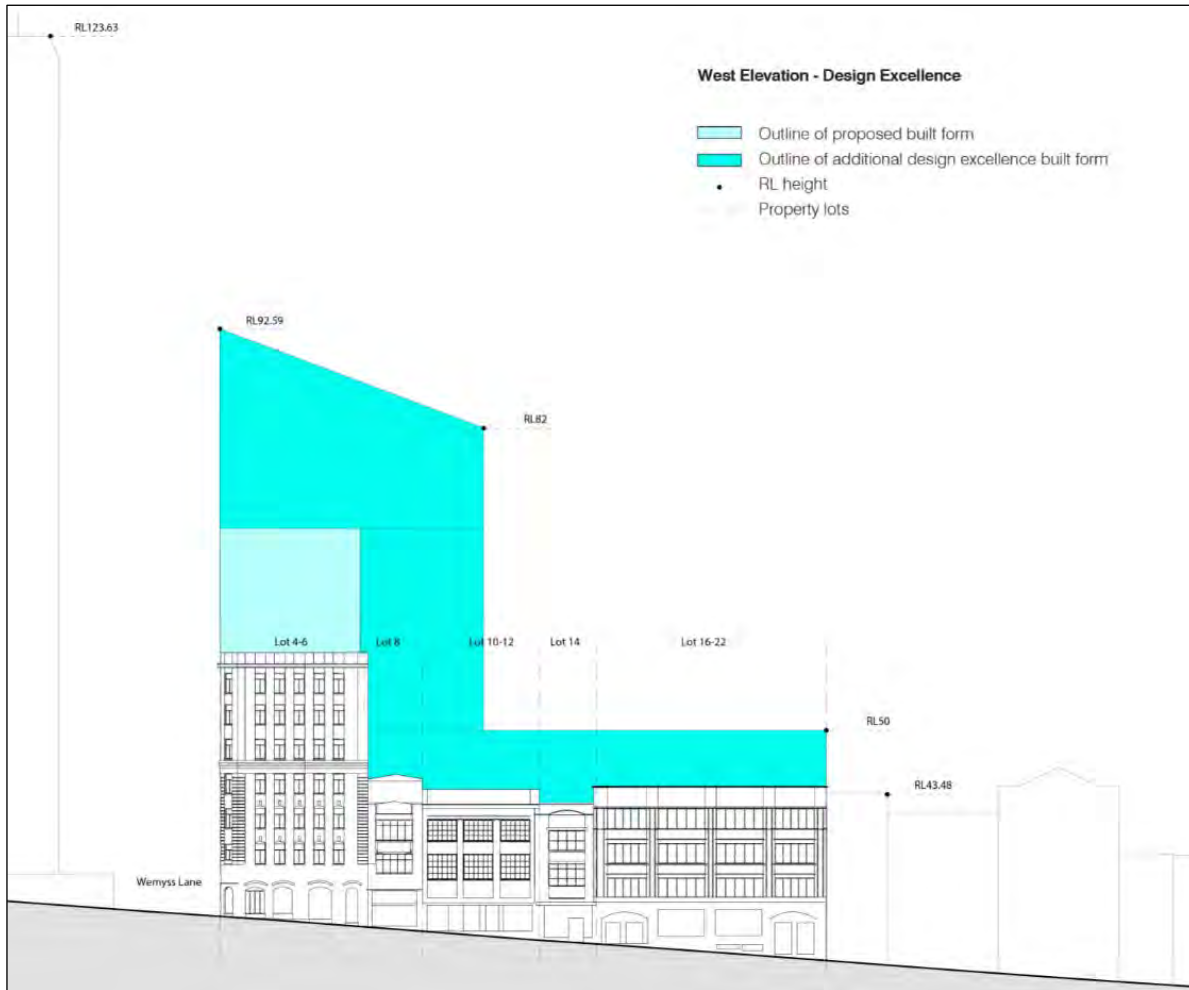 RL123.63
West Elevation - Design Excellence
Outline of proposed built form
Outline of additional design excellence built form
RL height
Property lots
RL92.59
RL82
Lot 4-6
Lot 8
Lot 10-12
Lot 14
Lot 16-22
RL50
RL43.48
Wemyss Lane